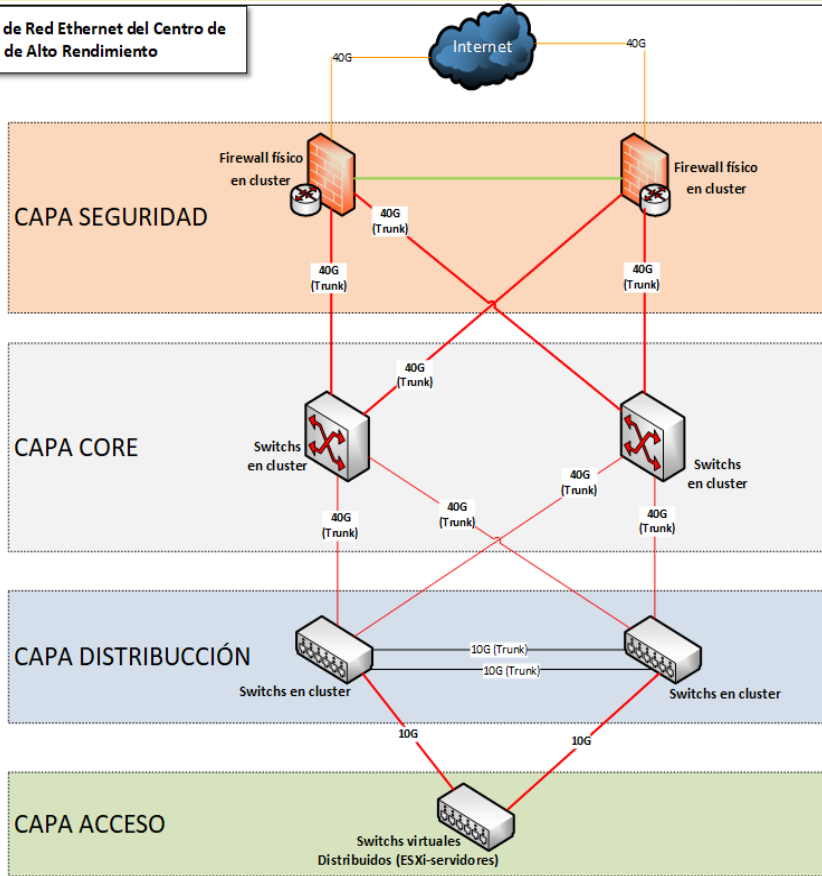 de Red Ethernet del Centro de
de Alto Rendimiento
Internet
40G
40G
Firewall físico
en cluster
Firewall físico
en cluster
CAPA SEGURIDAD
40G
(Trunk)
40G
(Trunk)
40G
(Trunk)
40G
(Trunk)
CAPA CORE
Switchs
en cluster
Switchs
en cluster
40G
(Trunk)
40G
(Trunk)
40G
(Trunk)
40G
(Trunk)
CAPA DISTRIBUCCIÓN
10G (Trunk)
10G (Trunk)
Switchs en cluster
Switchs en cluster
10G
10G
CAPA ACCESO
Switchs virtuales
Distribuidos (ESXi-servidores)